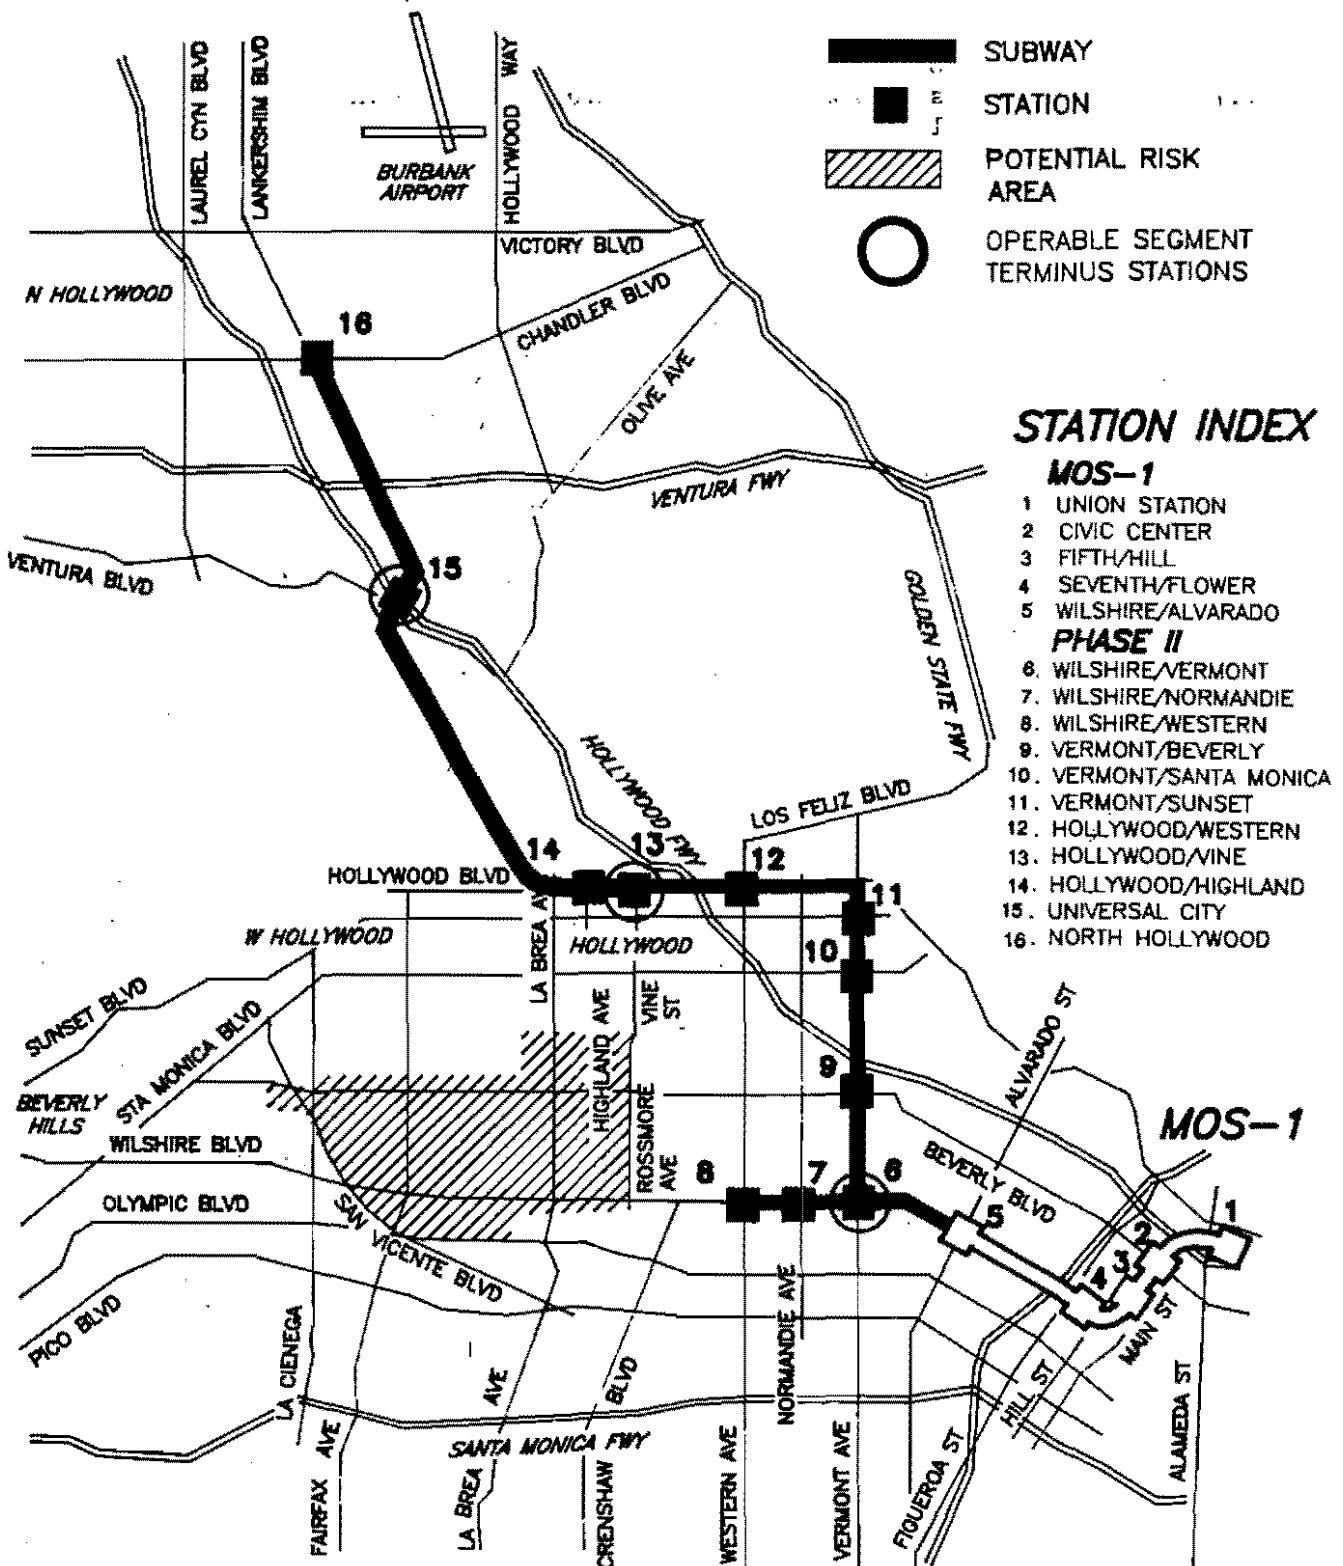 LAUREL CYN BLVD
LANKERSHIM BLVD
HOLLYWOOD WAY
BURBANK
AIRPORT
VICTORY BLVD
N HOLLYWOOD
CHANDLER BLVD
16
OLIVE AVE
VENTURA FWY
VENTURA BLVD
15
GOLDEN STATE FWY
HOLLYWOOD FWY
LOS FELIZ BLVD
14
13
12
11
HOLLYWOOD BLVD
W HOLLYWOOD
LA BREA AV
HOLLYWOOD
10
SUNSET BLVD
STA MONICA BLVD
HIGHLAND AVE
VINE
ST
ALVARADO ST
9
BEVERLY
HILLS
ROSSMORE
AVE
MOS-1
WILSHIRE BLVD
8
7
6
BEVERLY BLVD
OLYMPIC BLVD
SAN VICENTE BLVD
5
4
3
2
1
PICO BLVD
LA CIENEGA
NORMANDIE AVE
MAIN ST
HILL ST
ALAMEDA ST
FAIRFAX AVE
LA BREA AVE
SANTA MONICA FWY
CRENSHAW BLVD
WESTERN AVE
VERMONT AVE
FIQUEROA ST
SUBWAY
STATION
POTENTIAL RISK
AREA
OPERABLE SEGMENT
TERMINUS STATIONS
STATION INDEX
MOS-1
1 UNION STATION
2 CIVIC CENTER
3 FIFTH/HILL
4 SEVENTH/FLOWER
5 WILSHIRE/ALVARADO
PHASE II
6. WILSHIRE/VERMONT
7. WILSHIRE/NORMANDIE
8. WILSHIRE/WESTERN
9. VERMONT/BEVERLY
10. VERMONT/SANTA MONICA
11. VERMONT/SUNSET
12. HOLLYWOOD/WESTERN
13. HOLLYWOOD/VINE
14. HOLLYWOOD/HIGHLAND
15. UNIVERSAL CITY
16. NORTH HOLLYWOOD